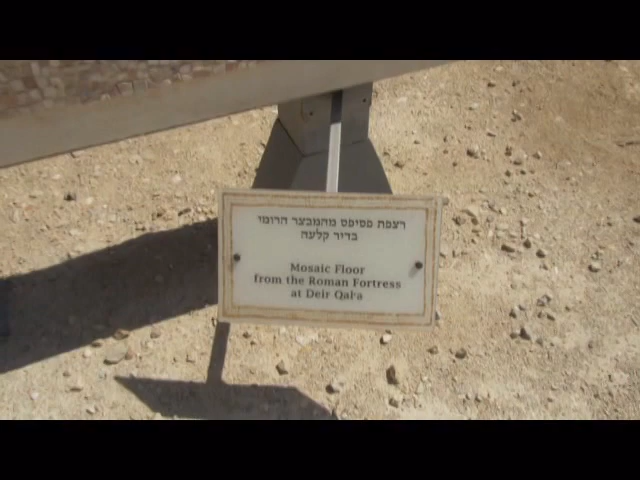 רצפת פסיפס מהמבצר הרומי
בדיר קלעה
Mosaic Floor
from the Roman Fortress
at Deir Qal'a